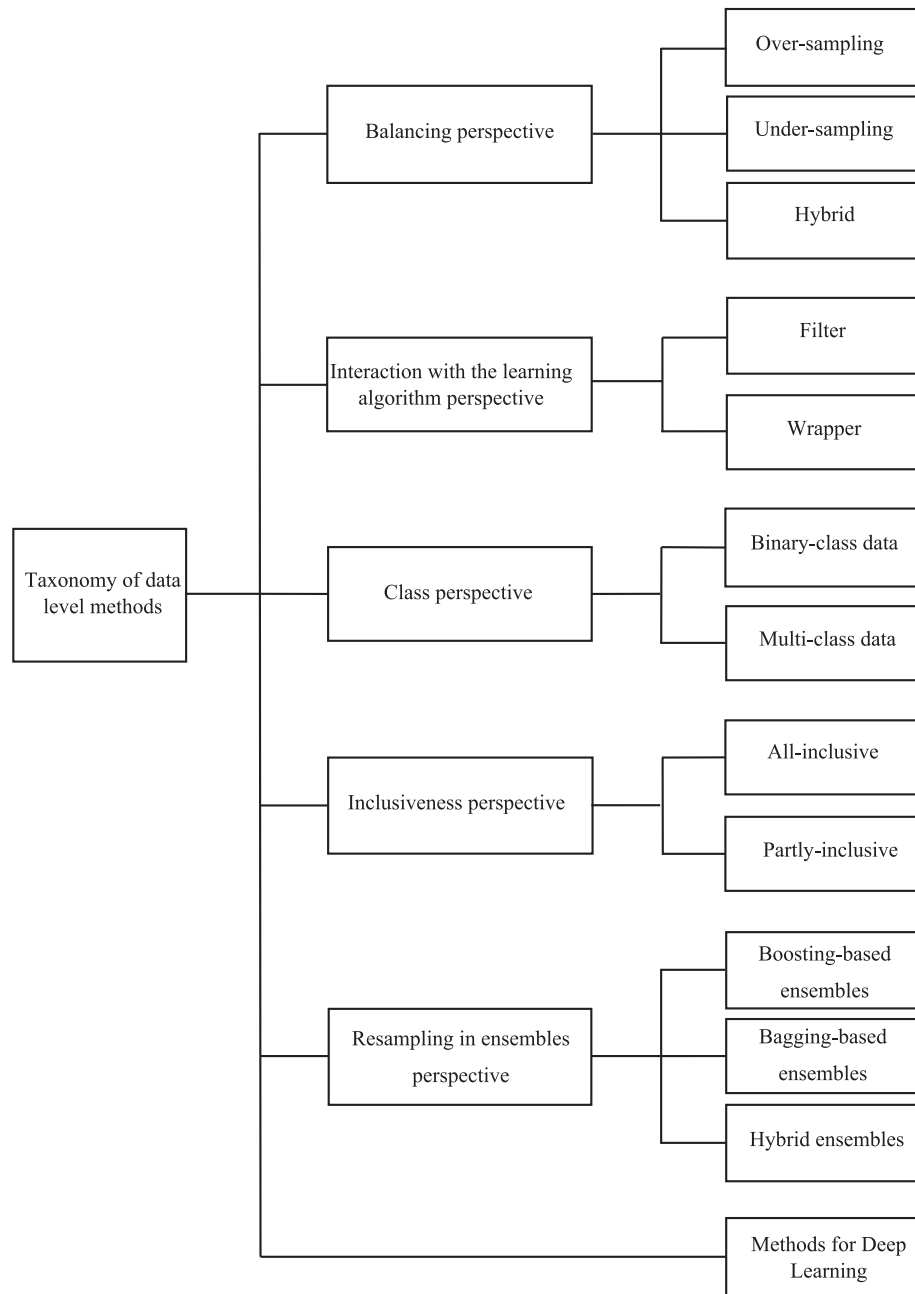 Taxonomy of data
level methods
Balancing perspective
Over-sampling
Under-sampling
Hybrid
Interaction with the learning
algorithm perspective
Filter
Wrapper
Class perspective
Binary-class data
Multi-class data
Inclusiveness perspective
All-inclusive
Partly-inclusive
Resampling in ensembles
perspective
Boosting-based
ensembles
Bagging-based
ensembles
Hybrid ensembles
Methods for Deep
Learning